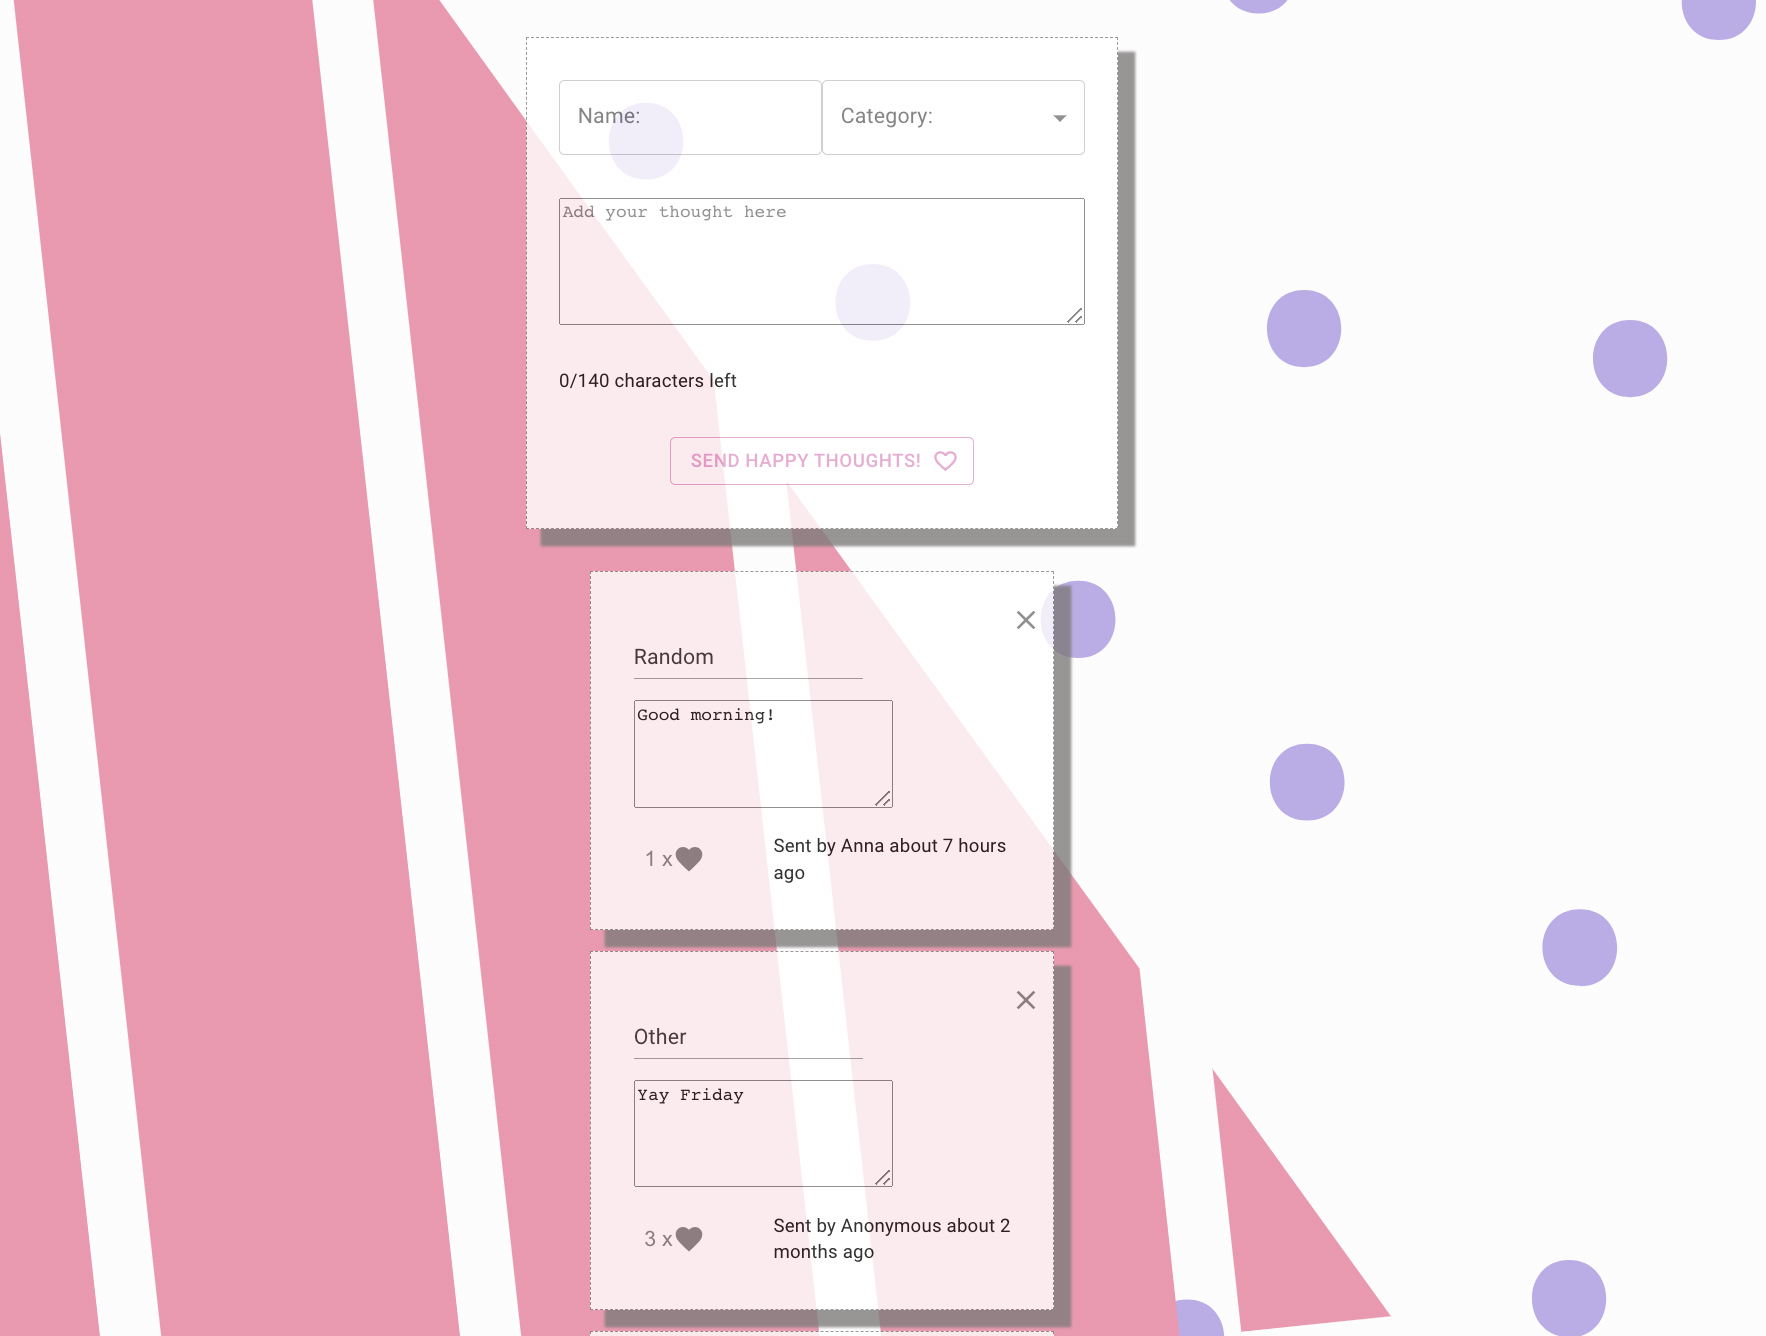 Name:
Category:
Add your thought here
0/140 characters left
SEND HAPPY THOUGHTS!
Random
Good morning!
1 x
Sent by Anna about 7 hours
ago
Other
Yay Friday
3 x
Sent by Anonymous about 2
months ago